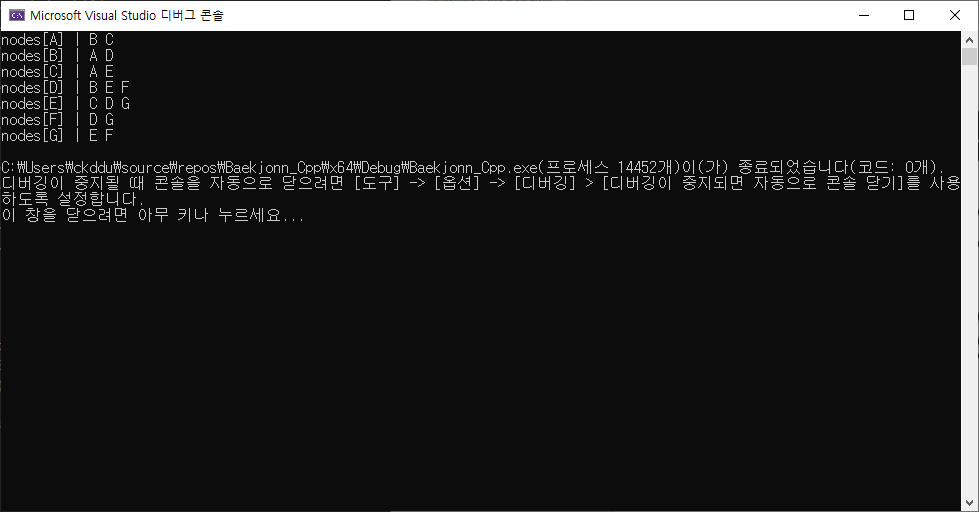 Microsoft Visual Studio 디버그 콘솔
nodes[A] | B C
nodes[B] | A D
nodes[C] | A E
nodes[D] | B E F
nodes[E] | C D G
nodes[F] | D G
nodes[G] | E F
C:₩Users₩ckddu₩source₩repos₩Baekjonn_Cpp₩x64₩Debug₩Baekjonn_Cpp.exe(프로세스 14452개)이(가) 종료되었습니다(코드: 0개).
디버깅이 중지될 때 콘솔을 자동으로 닫으려면 [도구] -> [옵션] -> [디버깅] > [디버깅이 중지되면 자동으로 콘솔 닫기]를 사용
하도록 설정합니다.
이 창을 닫으려면 아무 키나 누르세요...